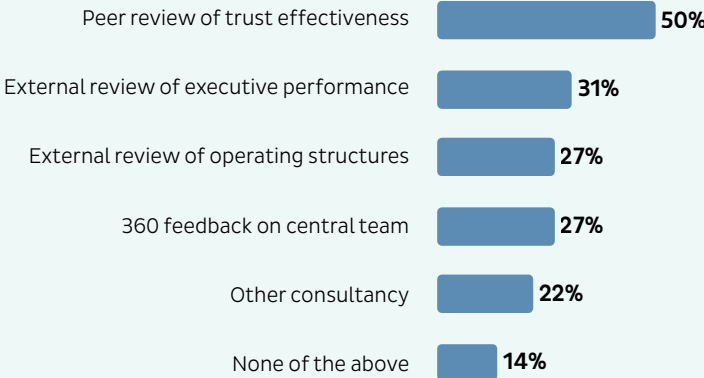 Peer review of trust effectiveness 50%
External review of executive performance 31%
External review of operating structures 27%
360 feedback on central team 27%
Other consultancy 22%
None of the above 14%